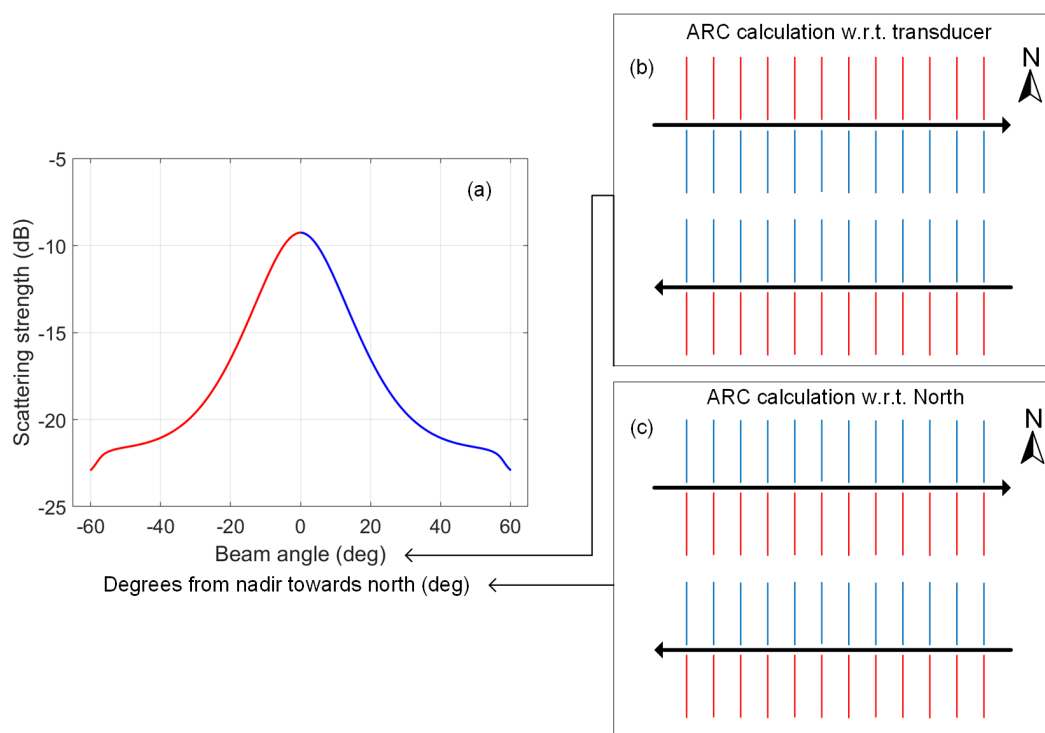 ARC calculation w.r.t. transducer
(b)
N
-5
(a)
-10
-15
-20
-25
Scattering strength (dB)
-60 -40 -20 0 20 40 60
Beam angle (deg)
Degrees from nadir towards north (deg)
ARC calculation w.r.t. North
(c)
N